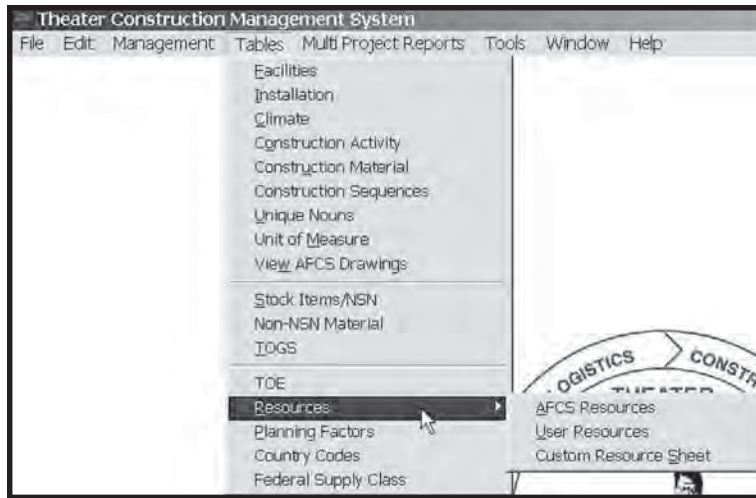 Theater Construction Management System
File Edit Management Tables Multi Project Reports Tools Window Help
Facilities
Installation
Climate
Construction Activity
Construction Material
Construction Sequences
Unique Nouns
Unit of Measure
View AFCS Drawings
Stock Items/NSN
Non-NSN Material
TOGS
TOE
Resources
Planning Factors
Country Codes
Federal Supply Class
AFCS Resources
User Resources
Custom Resource Sheet
LOGISTICS
CONSTR
THEATER